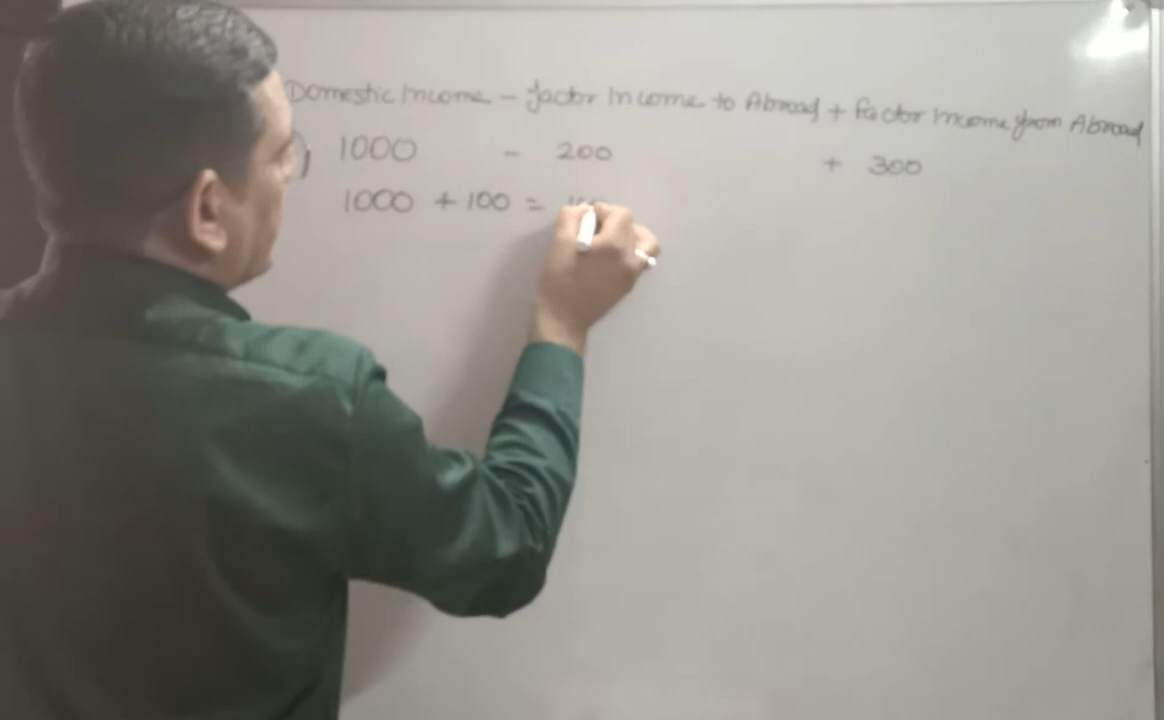 Domestic Income - factor Income to Abroad + Factor Income from Abroad
1000 - 200 + 300
1000 + 100 =